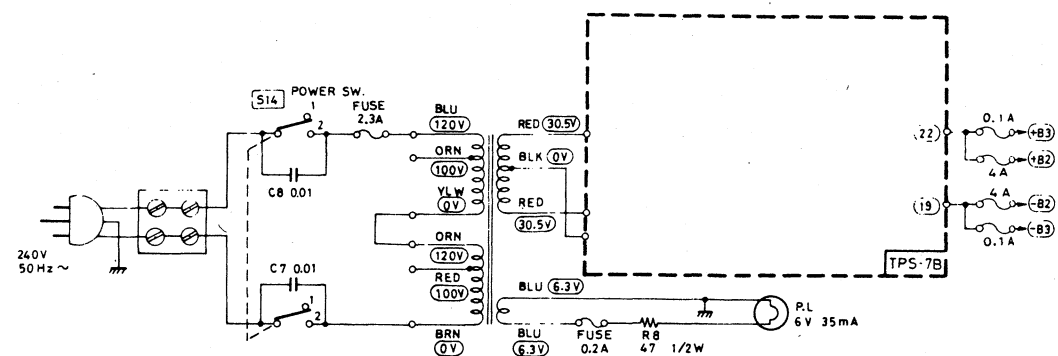 S14
POWER SW.
1
2
FUSE
2.3A
C8 0.01
240V
50Hz ~
C7 0.01
1
2
BLU
120V
ORN
100V
YLW
0V
ORN
120V
RED
100V
BRN
0V
RED 30.5V
BLK 0V
RED
30.5V
BLU 6.3V
BLU
6.3V
FUSE
0.2A
R8
47 1/2W
P.L
6V 35mA
TPS-7B
22
19
0.1A
+B3
+B2
4A
4A
-B2
-B3
0.1A